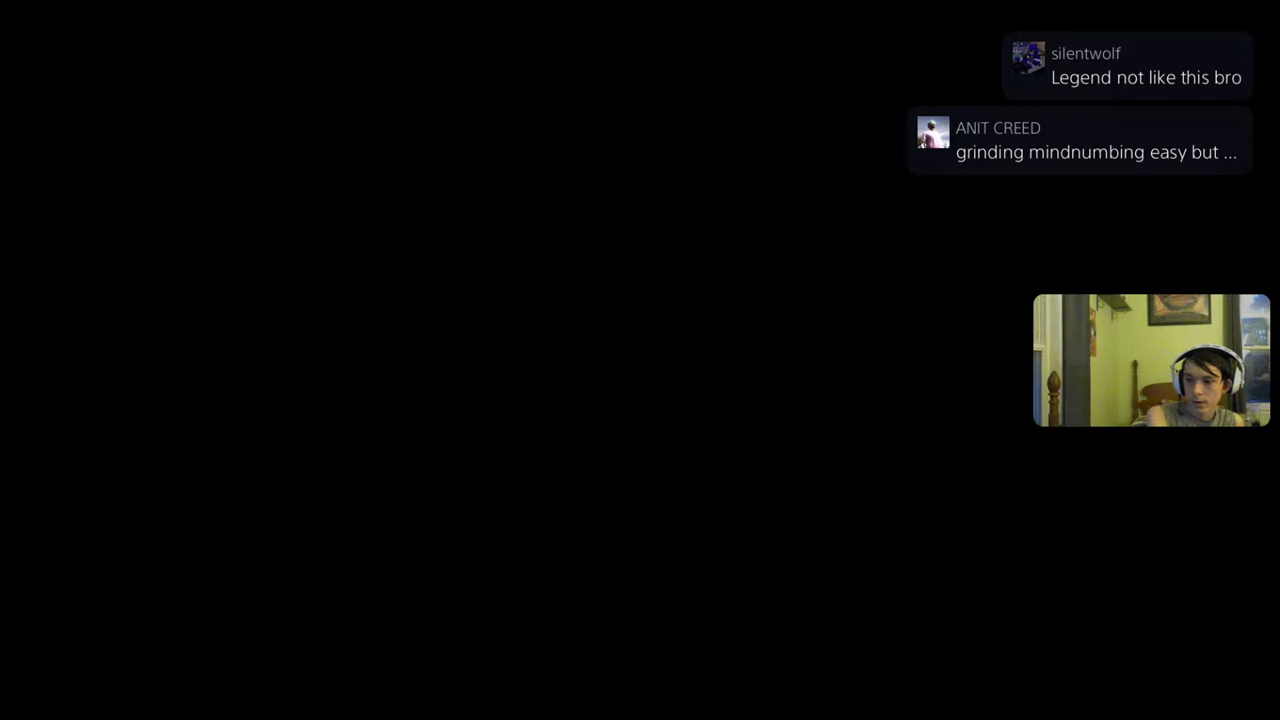 silentwolf
Legend not like this bro
ANIT CREED
grinding mindnumbing easy but ...